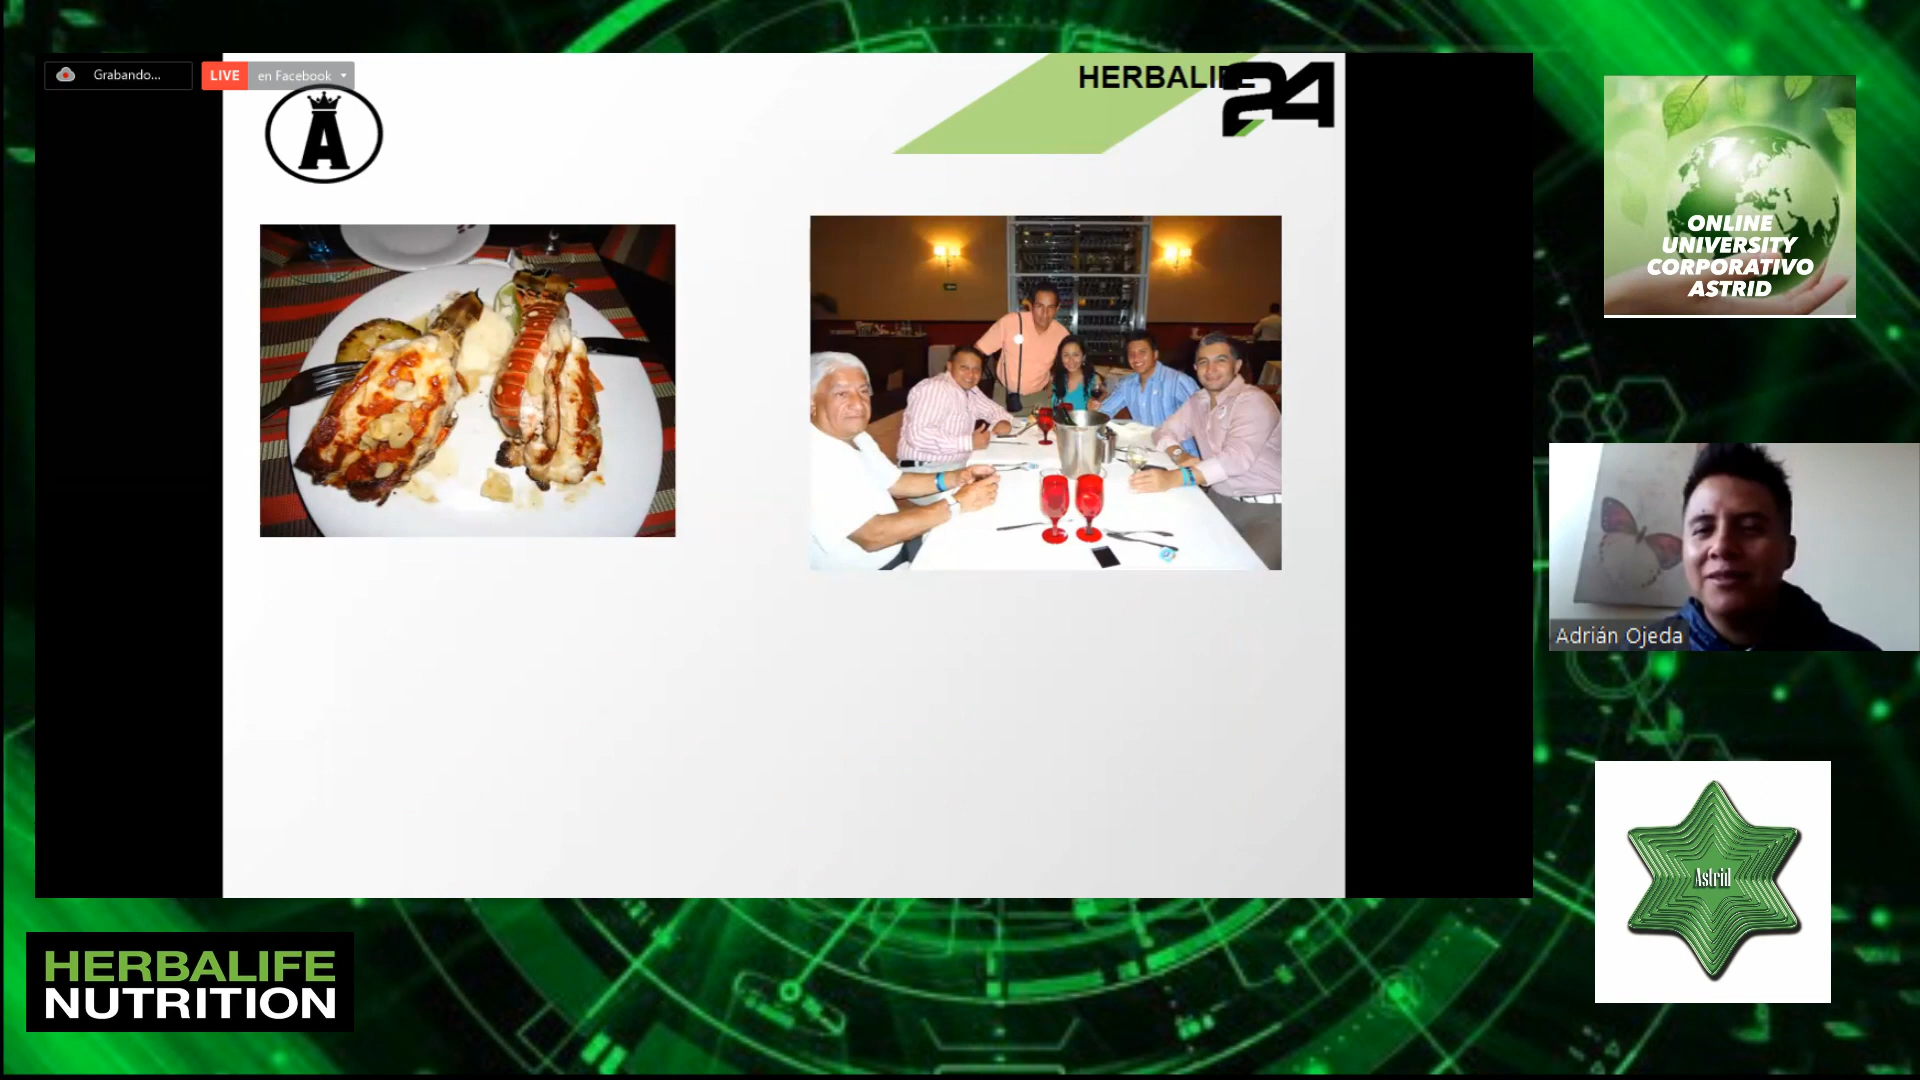 Grabando...
LIVE en Facebook
A
HERBALIFE
24
ONLINE
UNIVERSITY
CORPORATIVO
ASTRID
Adrián Ojeda
Astrid
HERBALIFE
NUTRITION